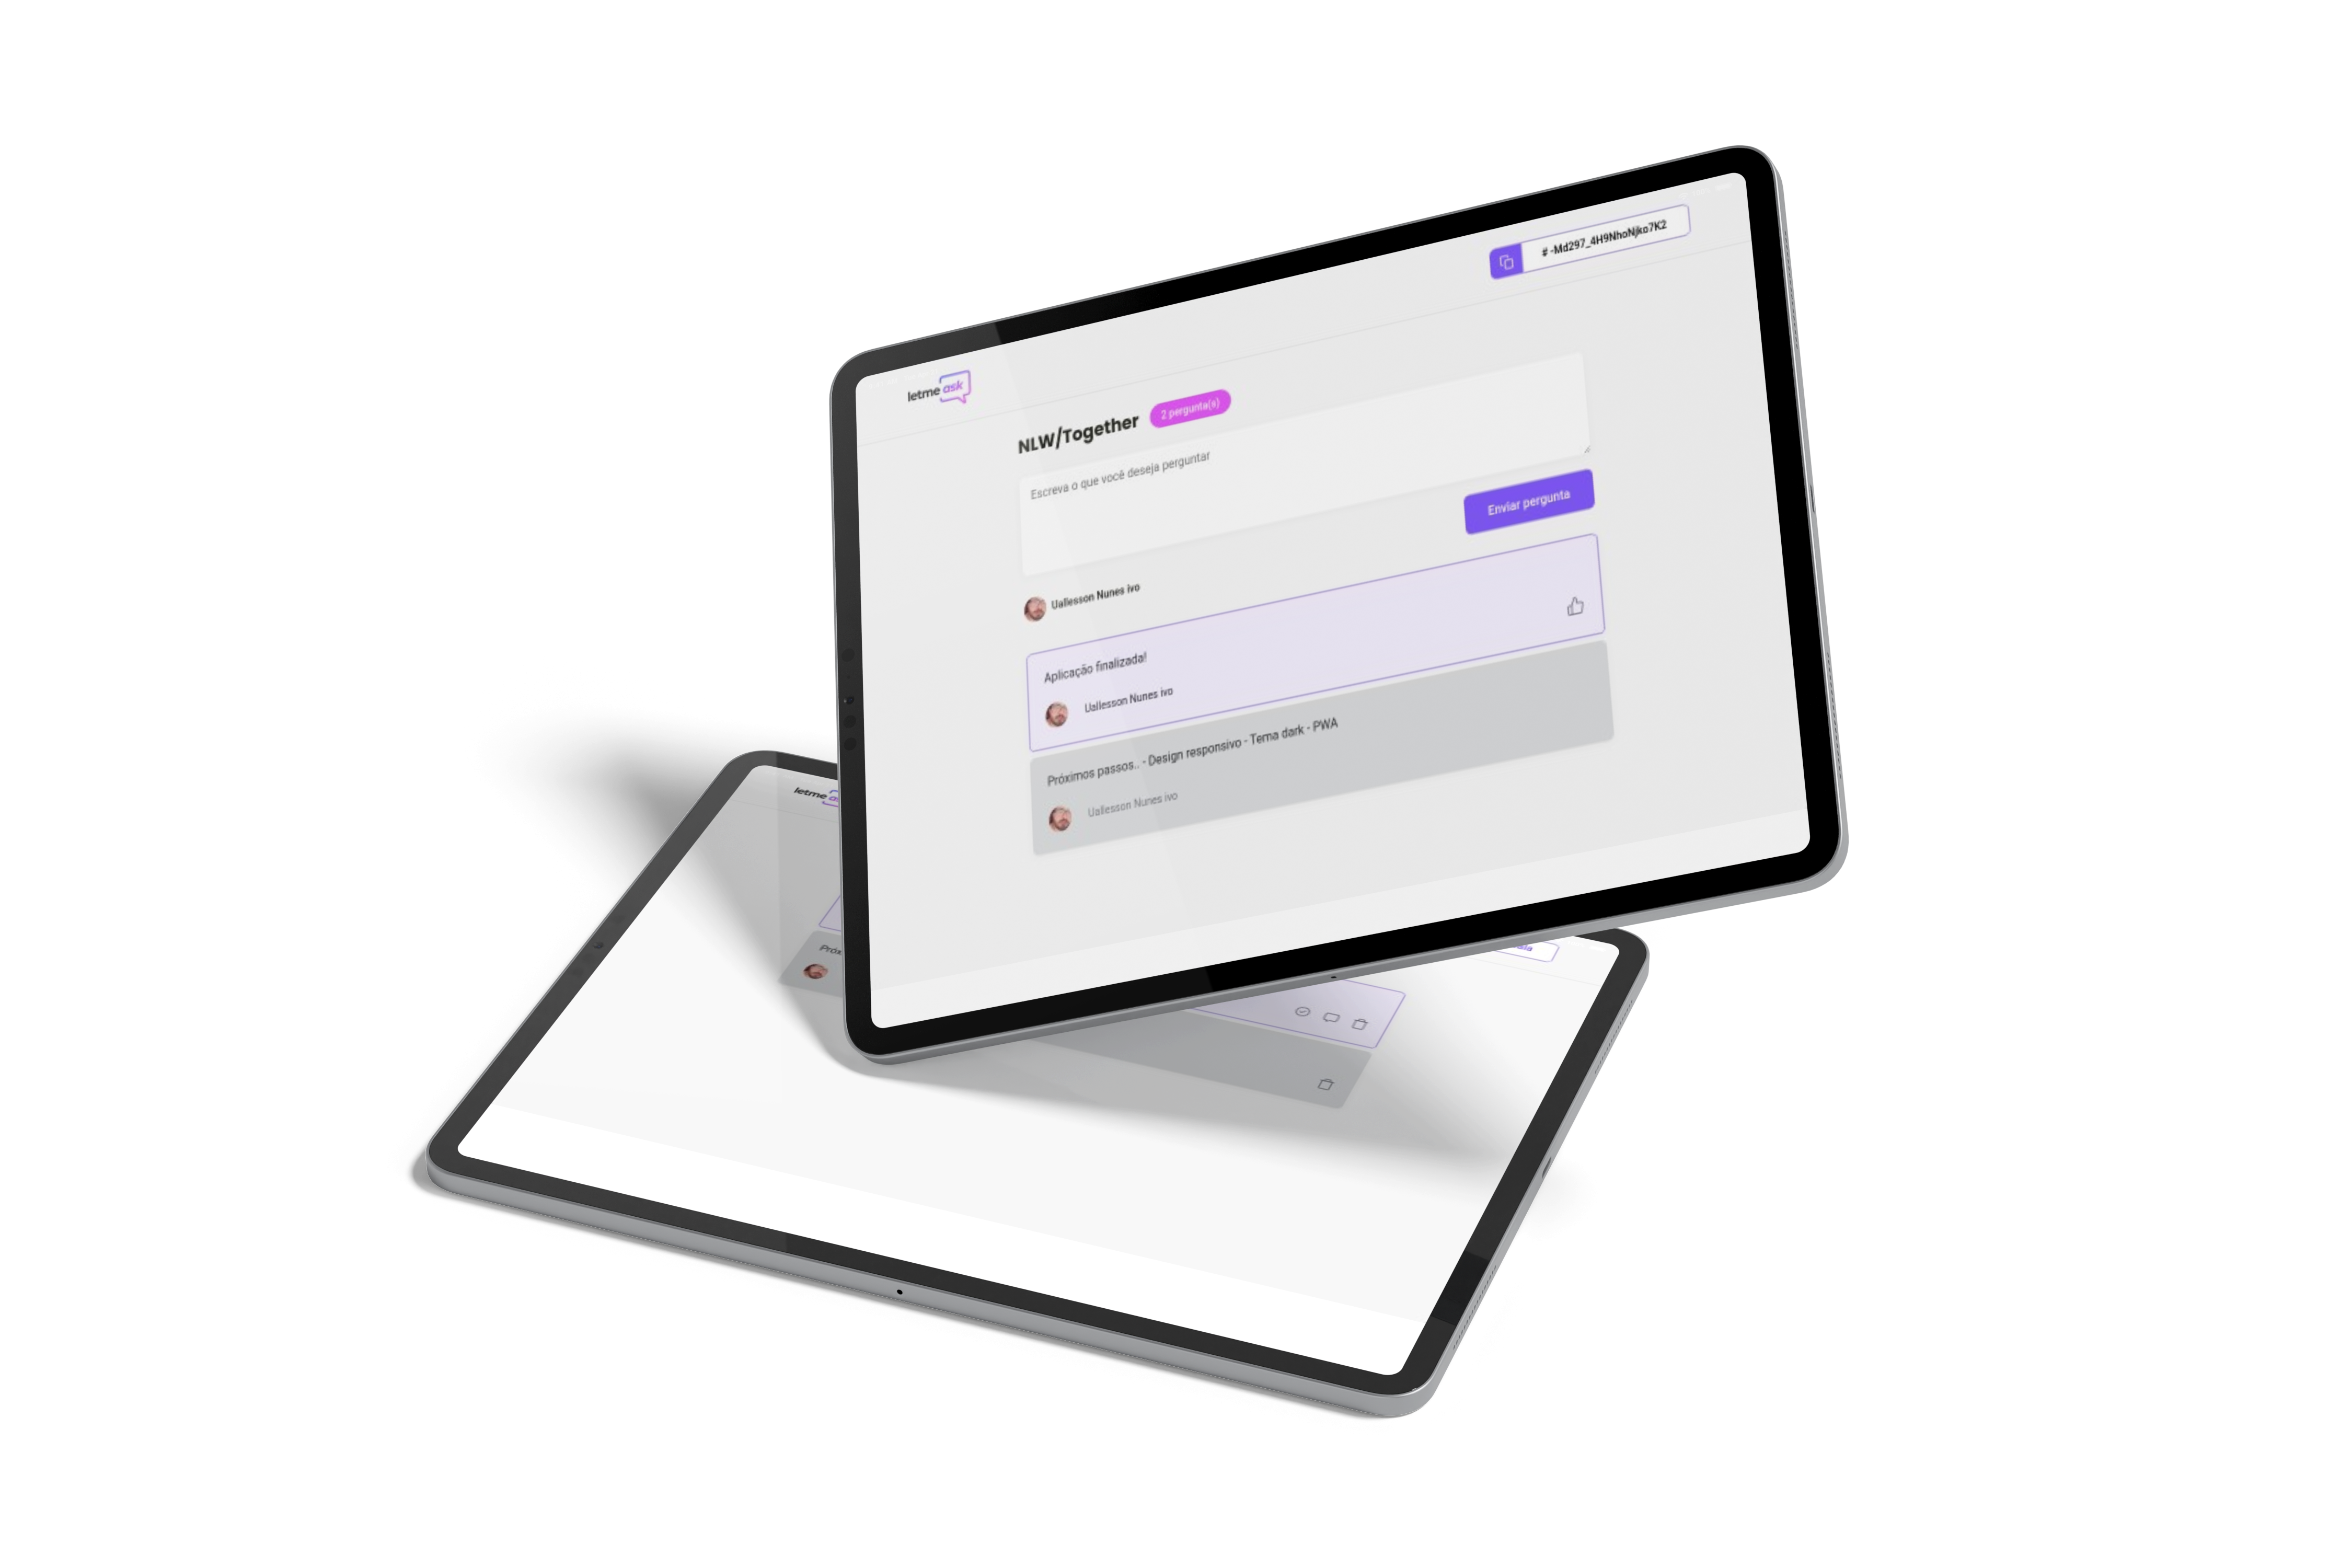 letme ask
# -Md297_4H9NhoNjko7K2
NLW/Together
2 pergunta(s)
Escreva o que você deseja perguntar
Enviar pergunta
Uallesson Nunes ivo
Aplicação finalizada!
Uallesson Nunes ivo
Próximos passos.. - Design responsivo - Tema dark - PWA
Uallesson Nunes ivo
letme